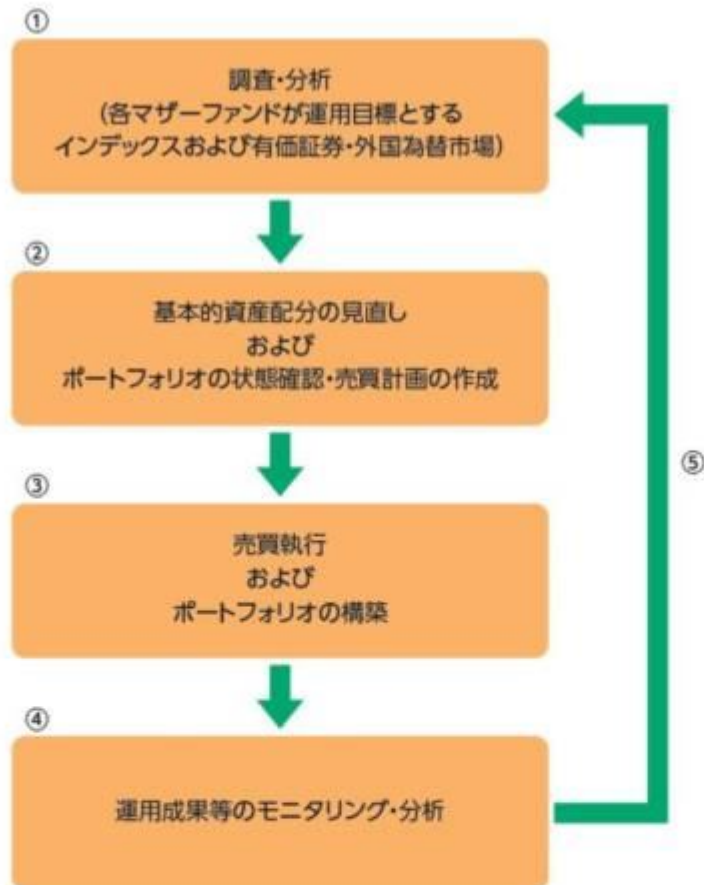 ①
調査・分析
(各マザーファンドが運用目標とする
インデックスおよび有価証券・外国為替市場)
②
基本的資産配分の見直し
および
ポートフォリオの状態確認・売買計画の作成
⑤
③
売買執行
および
ポートフォリオの構築
④
運用成果等のモニタリング・分析